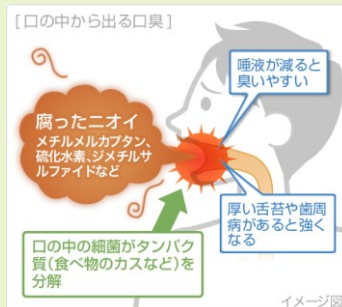 [口の中から出る口臭]
唾液が減ると
臭いやすい
腐ったニオイ
メチルメルカプタン、
硫化水素、ジメチルサ
ルファイドなど
厚い舌苔や歯周
病があると強く
なる
口の中の細菌がタンパク
質(食べ物のカスなど)を
分解
イメージ図